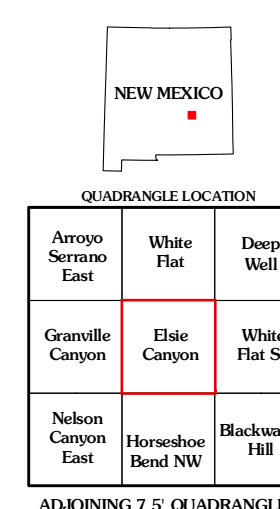 NEW MEXICO
QUADRANGLE LOCATION
Arroyo
Serrano
East
White
Flat
Deep
Well
Granville
Canyon
Elsie
Canyon
White
Flat S
Nelson
Canyon
East
Horseshoe
Bend NW
Blackwa
Hill
ADJOINING 7.5' QUADRANGLE